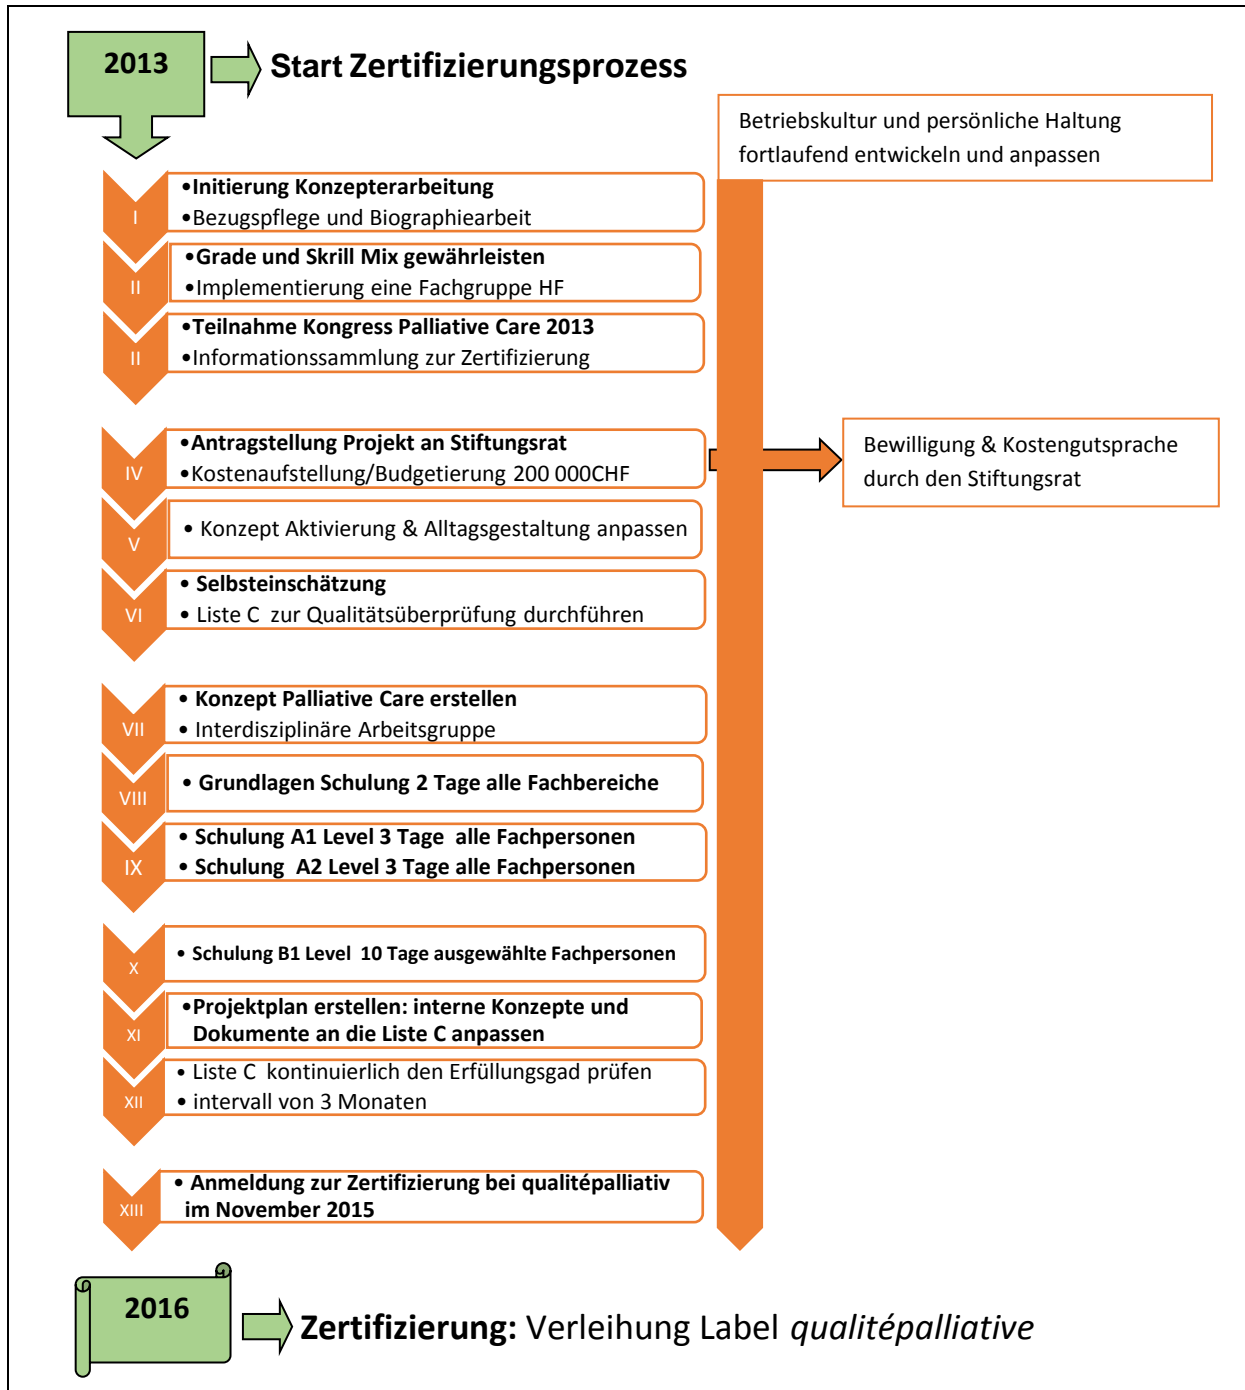 2013
Start Zertifizierungsprozess
Betriebskultur und persönliche Haltung
fortlaufend entwickeln und anpassen
I
•Initierung Konzepterarbeitung
•Bezugspflege und Biographiearbeit
II
•Grade und Skrill Mix gewährleisten
•Implementierung eine Fachgruppe HF
II
•Teilnahme Kongress Palliative Care 2013
•Informationssammlung zur Zertifizierung
IV
•Antragstellung Projekt an Stiftungsrat
•Kostenaufstellung/Budgetierung 200 000CHF
Bewilligung & Kostengutsprache
durch den Stiftungsrat
V
• Konzept Aktivierung & Alltagsgestaltung anpassen
VI
• Selbsteinschätzung
• Liste C zur Qualitätsüberprüfung durchführen
VII
• Konzept Palliative Care erstellen
• Interdisziplinäre Arbeitsgruppe
VIII
• Grundlagen Schulung 2 Tage alle Fachbereiche
IX
• Schulung A1 Level 3 Tage alle Fachpersonen
• Schulung A2 Level 3 Tage alle Fachpersonen
X
• Schulung B1 Level 10 Tage ausgewählte Fachpersonen
XI
•Projektplan erstellen: interne Konzepte und
Dokumente an die Liste C anpassen
XII
• Liste C kontinuierlich den Erfüllungsgad prüfen
• intervall von 3 Monaten
XIII
• Anmeldung zur Zertifizierung bei qualitépalliativ
im November 2015
2016
Zertifizierung: Verleihung Label qualitépalliative